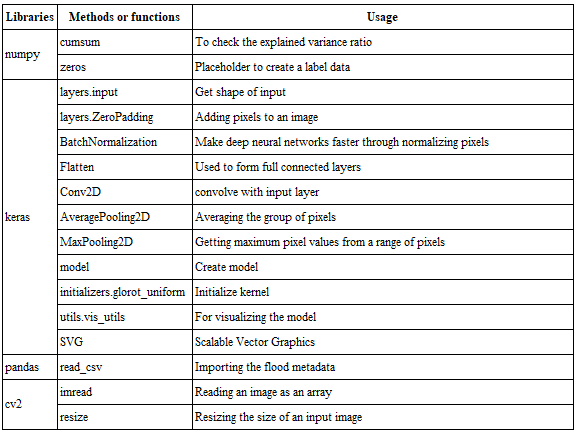 Libraries Methods or functions Usage
numpy cumsum To check the explained variance ratio
zeros Placeholder to create a label data
keras layers.input Get shape of input
layers.ZeroPadding Adding pixels to an image
BatchNormalization Make deep neural networks faster through normalizing pixels
Flatten Used to form full connected layers
Conv2D convolve with input layer
AveragePooling2D Averaging the group of pixels
MaxPooling2D Getting maximum pixel values from a range of pixels
model Create model
initializers.glorot_uniform Initialize kernel
utils.vis_utils For visualizing the model
SVG Scalable Vector Graphics
pandas read_csv Importing the flood metadata
cv2 imread Reading an image as an array
resize Resizing the size of an input image